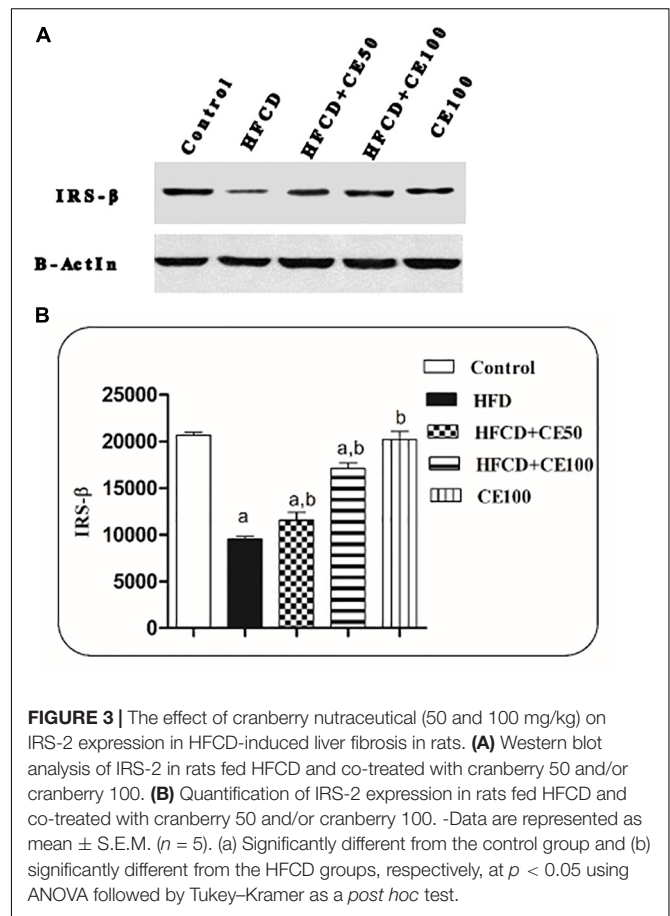 A
Control
HFCD
HFCD+CE50
HFCD+CE100
CE100
IRS-β
B-ActIn
B
Control
HFD
HFCD+CE50
HFCD+CE100
CE100
IRS-β
25000
20000
15000
10000
5000
0
a
a,b
a,b
b
FIGURE 3 | The effect of cranberry nutraceutical (50 and 100 mg/kg) on
IRS-2 expression in HFCD-induced liver fibrosis in rats. (A) Western blot
analysis of IRS-2 in rats fed HFCD and co-treated with cranberry 50 and/or
cranberry 100. (B) Quantification of IRS-2 expression in rats fed HFCD and
co-treated with cranberry 50 and/or cranberry 100. -Data are represented as
mean ± S.E.M. (n = 5). (a) Significantly different from the control group and (b)
significantly different from the HFCD groups, respectively, at p < 0.05 using
ANOVA followed by Tukey–Kramer as a post hoc test.